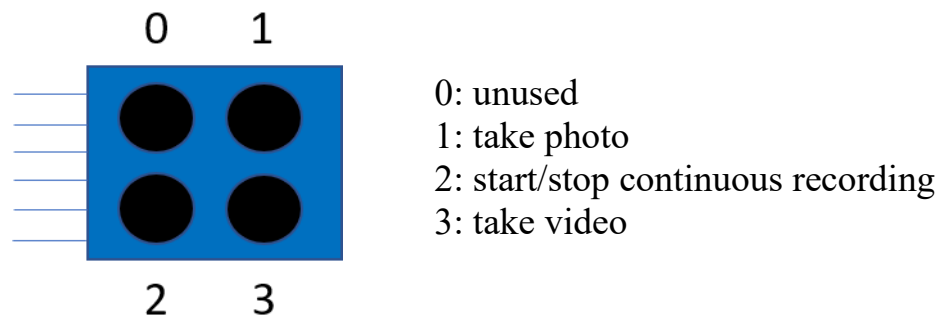 0 1
0: unused
1: take photo
2: start/stop continuous recording
3: take video
2 3